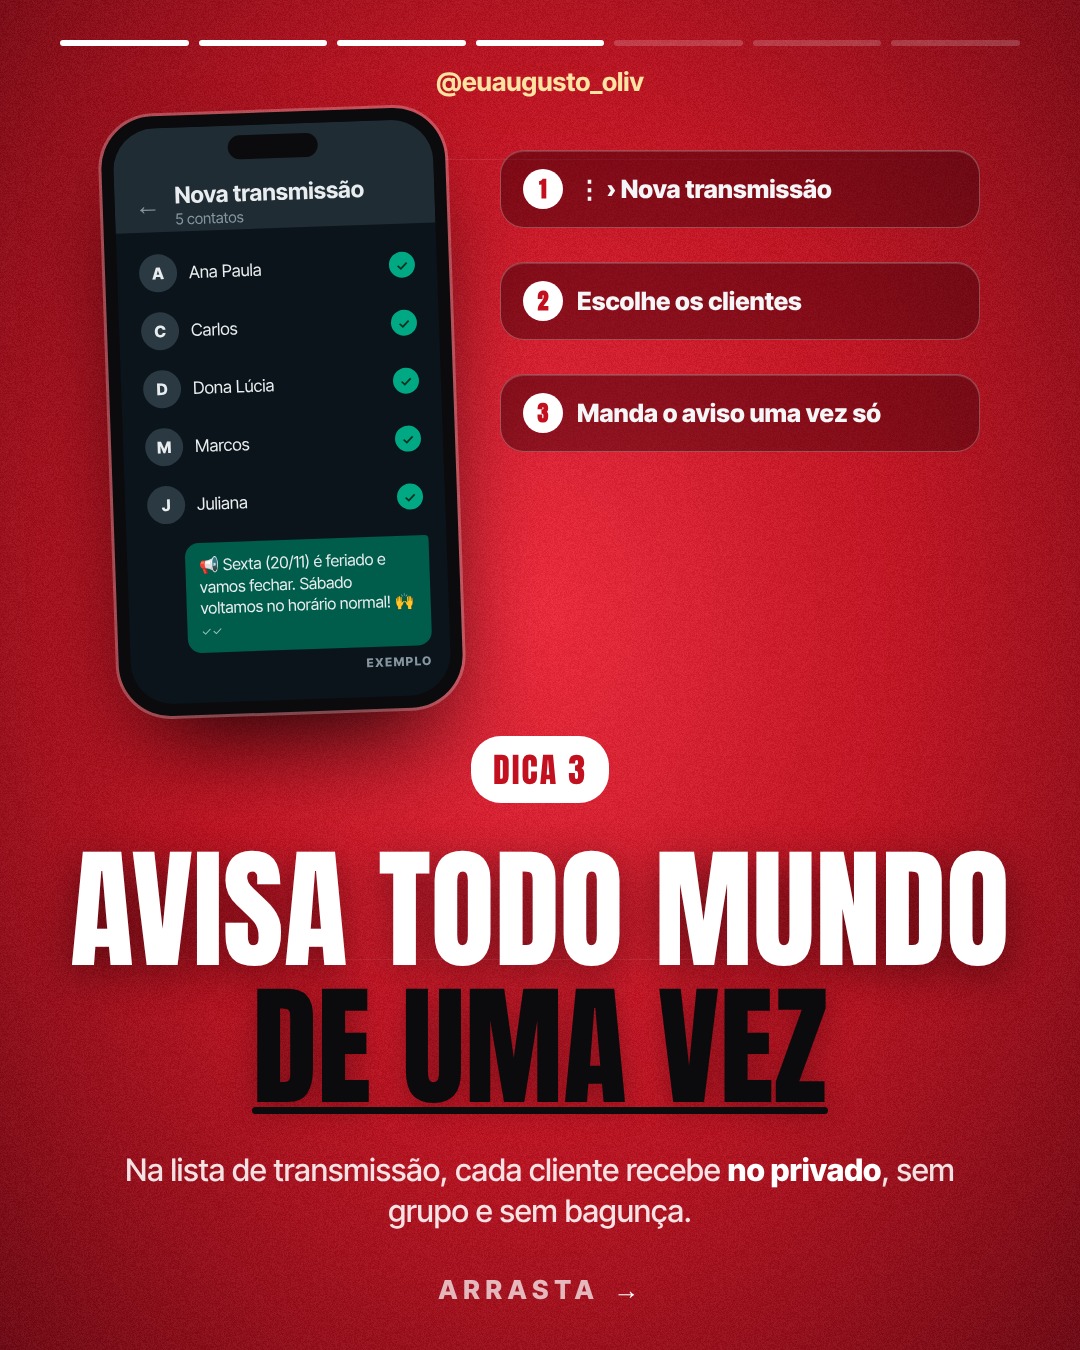 @euaugusto_oliv
← Nova transmissão
5 contatos
A Ana Paula ✓
C Carlos ✓
D Dona Lúcia ✓
M Marcos ✓
J Juliana ✓
📢 Sexta (20/11) é feriado e
vamos fechar. Sábado
voltamos no horário normal! 🙌
✓✓
EXEMPLO
1 ⋮ › Nova transmissão
2 Escolhe os clientes
3 Manda o aviso uma vez só
DICA 3
AVISA TODO MUNDO
DE UMA VEZ
Na lista de transmissão, cada cliente recebe no privado, sem
grupo e sem bagunça.
ARRASTA →